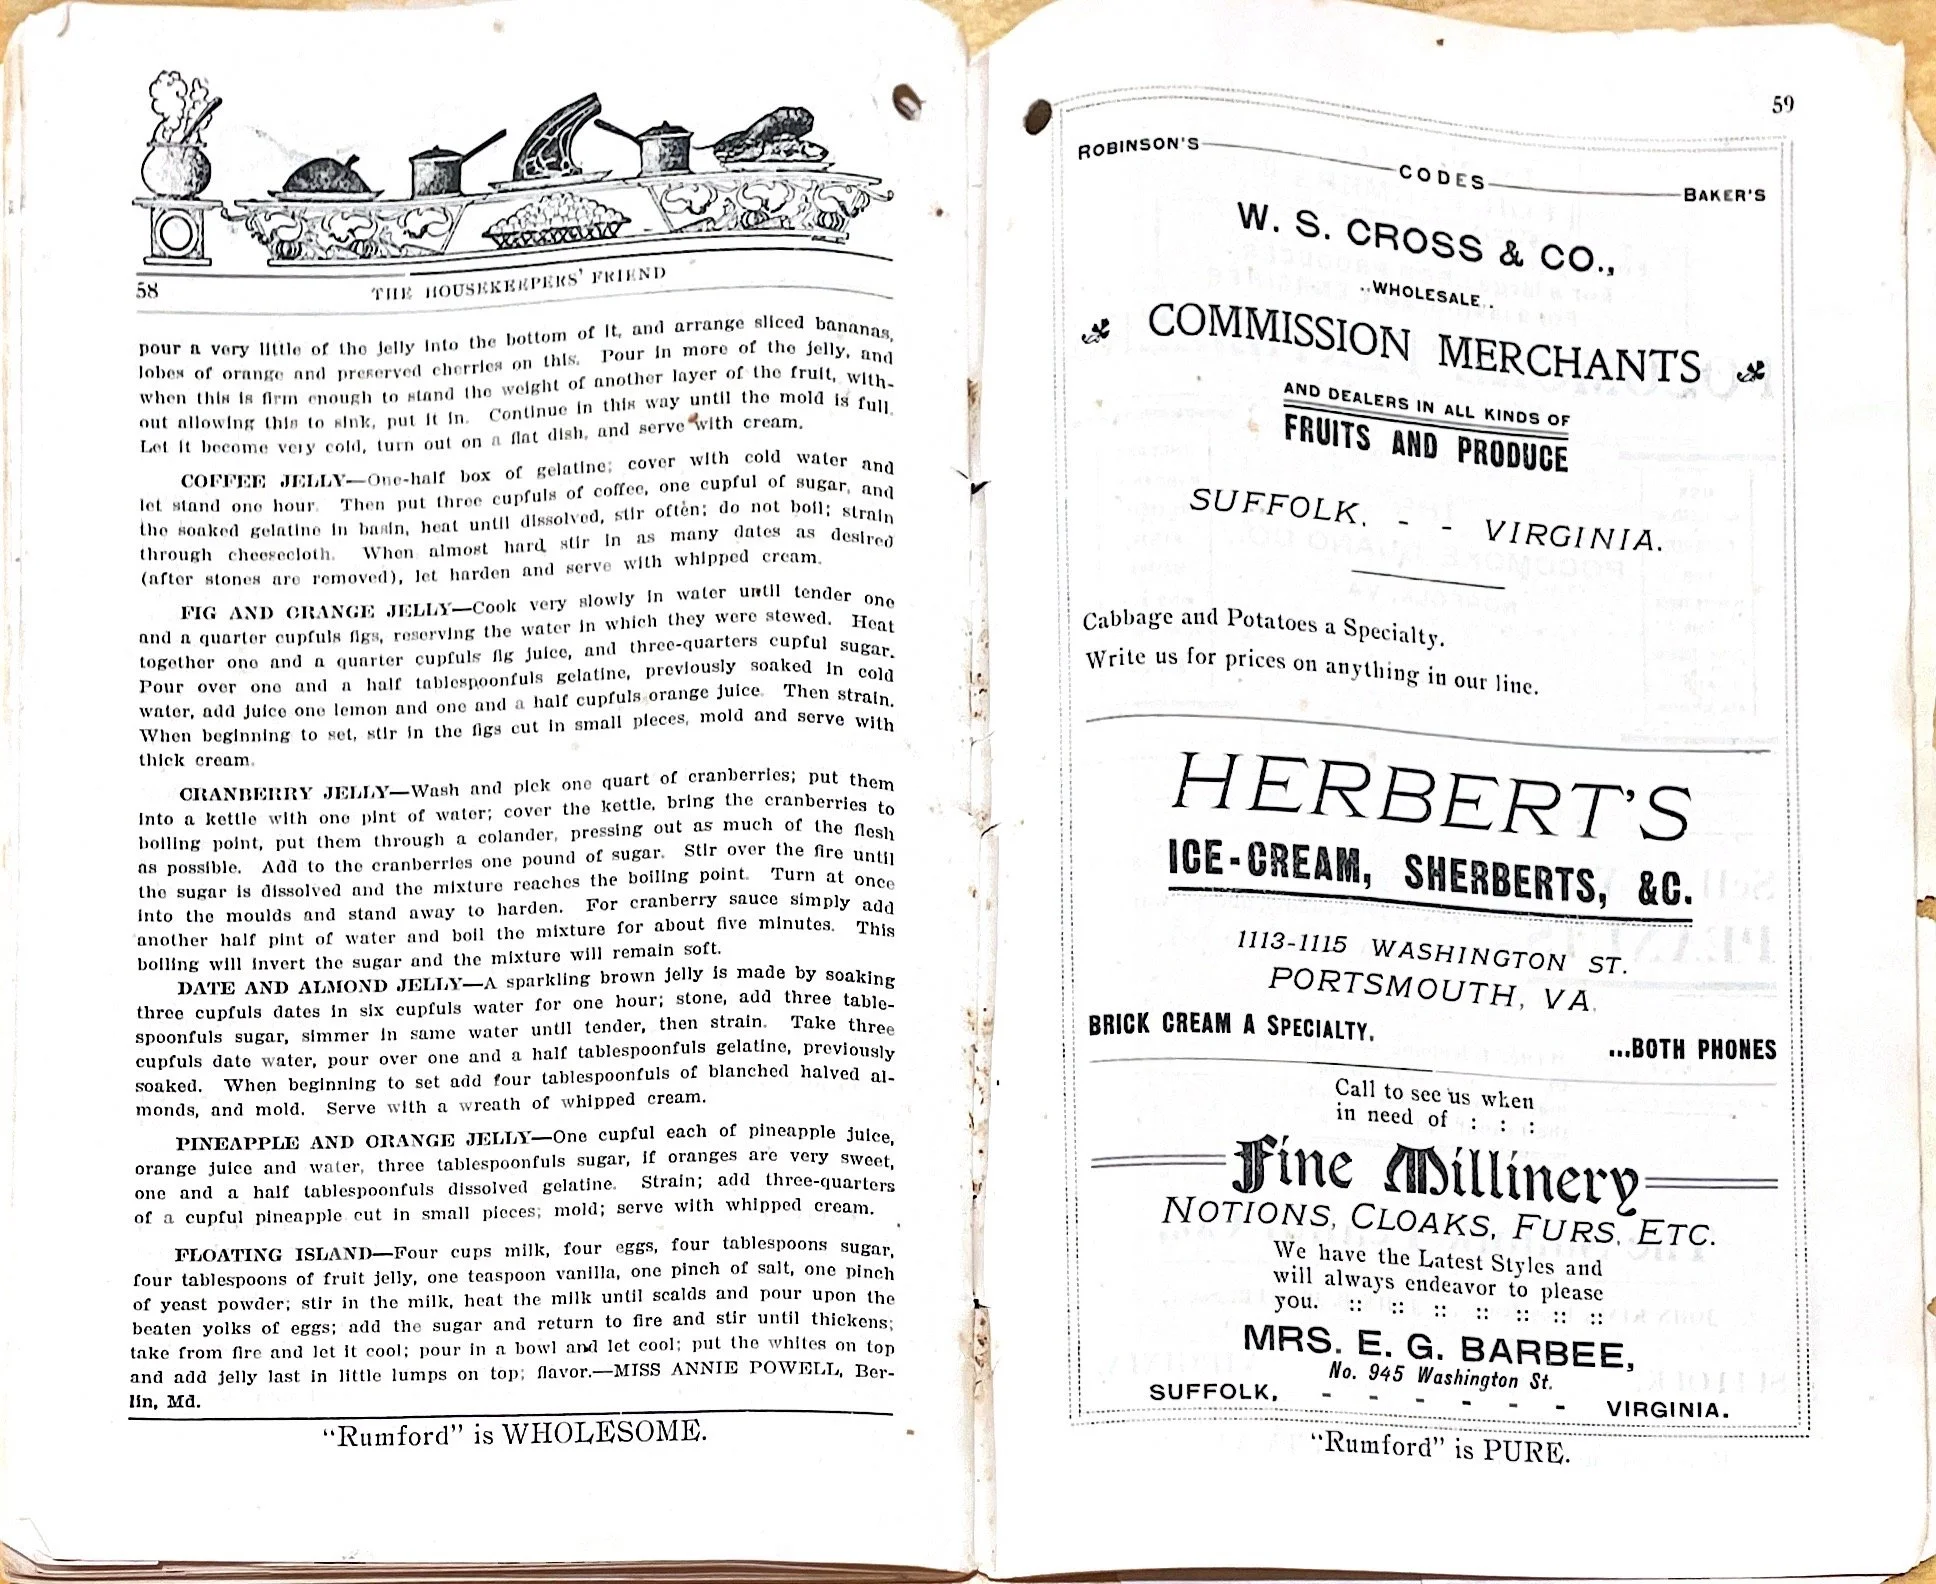 58
THE HOUSEKEEPERS' FRIEND
pour a very little of the jelly into the bottom of it, and arrange sliced bananas,
lobes of orange and preserved cherries on this. Pour in more of the jelly, and
when this is firm enough to stand the weight of another layer of the fruit, with-
out allowing this to sink, put it in. Continue in this way until the mold is full.
Let it become very cold, turn out on a flat dish, and serve with cream.
COFFEE JELLY—One-half box of gelatine; cover with cold water and
let stand one hour. Then put three cupfuls of coffee, one cupful of sugar, and
the soaked gelatine in basin, heat until dissolved, stir often; do not boil; strain
through cheesecloth. When almost hard, stir in as many dates as desired
(after stones are removed), let harden and serve with whipped cream.
FIG AND ORANGE JELLY—Cook very slowly in water until tender one
and a quarter cupfuls figs, reserving the water in which they were stewed. Heat
together one and a quarter cupfuls fig juice, and three-quarters cupful sugar.
Pour over one and a half tablespoonfuls gelatine, previously soaked in cold
water, add juice one lemon and one and a half cupfuls orange juice. Then strain.
When beginning to set, stir in the figs cut in small pieces, mold and serve with
thick cream.
CRANBERRY JELLY—Wash and pick one quart of cranberries; put them
into a kettle with one pint of water; cover the kettle, bring the cranberries to
boiling point, put them through a colander, pressing out as much of the flesh
as possible. Add to the cranberries one pound of sugar. Stir over the fire until
the sugar is dissolved and the mixture reaches the boiling point. Turn at once
into the moulds and stand away to harden. For cranberry sauce simply add
another half pint of water and boil the mixture for about five minutes. This
boiling will invert the sugar and the mixture will remain soft.
DATE AND ALMOND JELLY—A sparkling brown jelly is made by soaking
three cupfuls dates in six cupfuls water for one hour; stone, add three table-
spoonfuls sugar, simmer in same water until tender, then strain. Take three
cupfuls date water, pour over one and a half tablespoonfuls gelatine, previously
soaked. When beginning to set add four tablespoonfuls of blanched halved al-
monds, and mold. Serve with a wreath of whipped cream.
PINEAPPLE AND ORANGE JELLY—One cupful each of pineapple juice,
orange juice and water, three tablespoonfuls sugar, if oranges are very sweet,
one and a half tablespoonfuls dissolved gelatine. Strain; add three-quarters
of a cupful pineapple cut in small pieces; mold; serve with whipped cream.
FLOATING ISLAND—Four cups milk, four eggs, four tablespoons sugar,
four tablespoons of fruit jelly, one teaspoon vanilla, one pinch of salt, one pinch
of yeast powder; stir in the milk, heat the milk until scalds and pour upon the
beaten yolks of eggs; add the sugar and return to fire and stir until thickens;
take from fire and let it cool; pour in a bowl and let cool; put the whites on top
and add jelly last in little lumps on top; flavor.—MISS ANNIE POWELL, Ber-
lin, Md.
"Rumford" is WHOLESOME.
59
ROBINSON'S CODES BAKER'S
W. S. CROSS & CO.,
..WHOLESALE..
COMMISSION MERCHANTS
AND DEALERS IN ALL KINDS OF
FRUITS AND PRODUCE
SUFFOLK. - - VIRGINIA.
Cabbage and Potatoes a Specialty.
Write us for prices on anything in our line.
HERBERT'S
ICE-CREAM, SHERBERTS, &C.
1113-1115 WASHINGTON ST.
PORTSMOUTH, VA.
BRICK CREAM A SPECIALTY. ...BOTH PHONES
Call to see us when
in need of : : :
Fine Millinery
NOTIONS, CLOAKS, FURS, ETC.
We have the Latest Styles and
will always endeavor to please
you. :: :: :: :: :: :: ::
MRS. E. G. BARBEE,
No. 945 Washington St.
SUFFOLK, - - - - - - VIRGINIA.
"Rumford" is PURE.